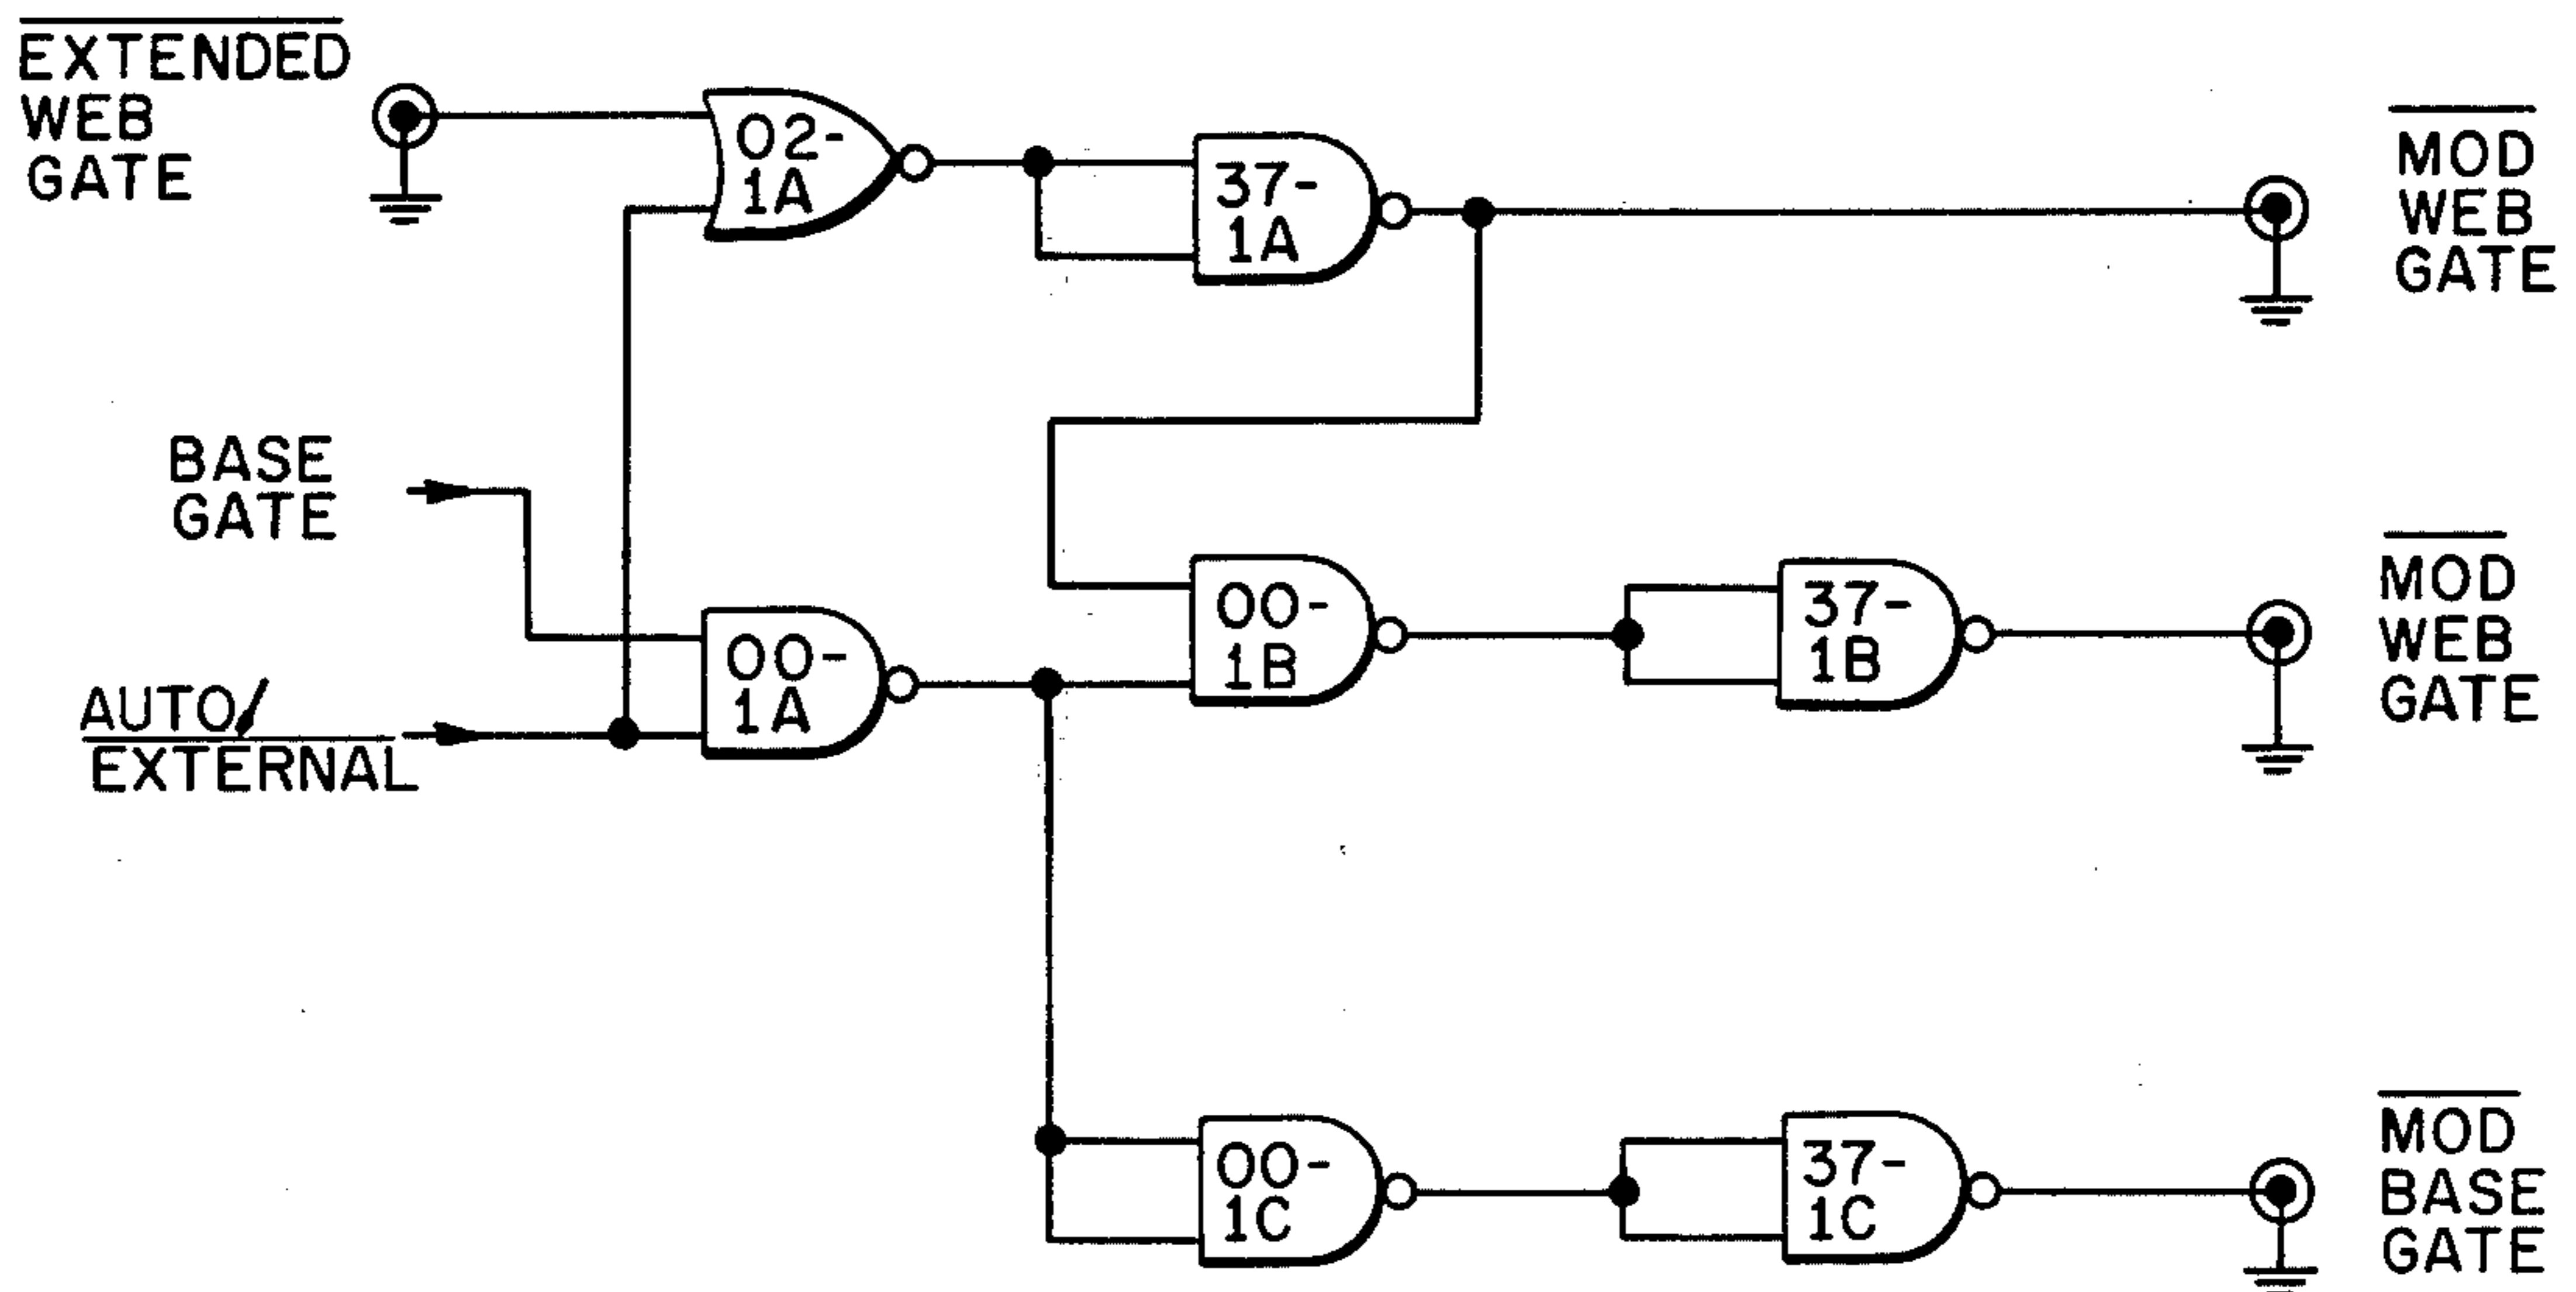 EXTENDED
WEB
GATE
02-
1A
37-
1A
MOD
WEB
GATE
BASE
GATE
AUTO/
EXTERNAL
00-
1A
00-
1B
37-
1B
MOD
WEB
GATE
00-
1C
37-
1C
MOD
BASE
GATE